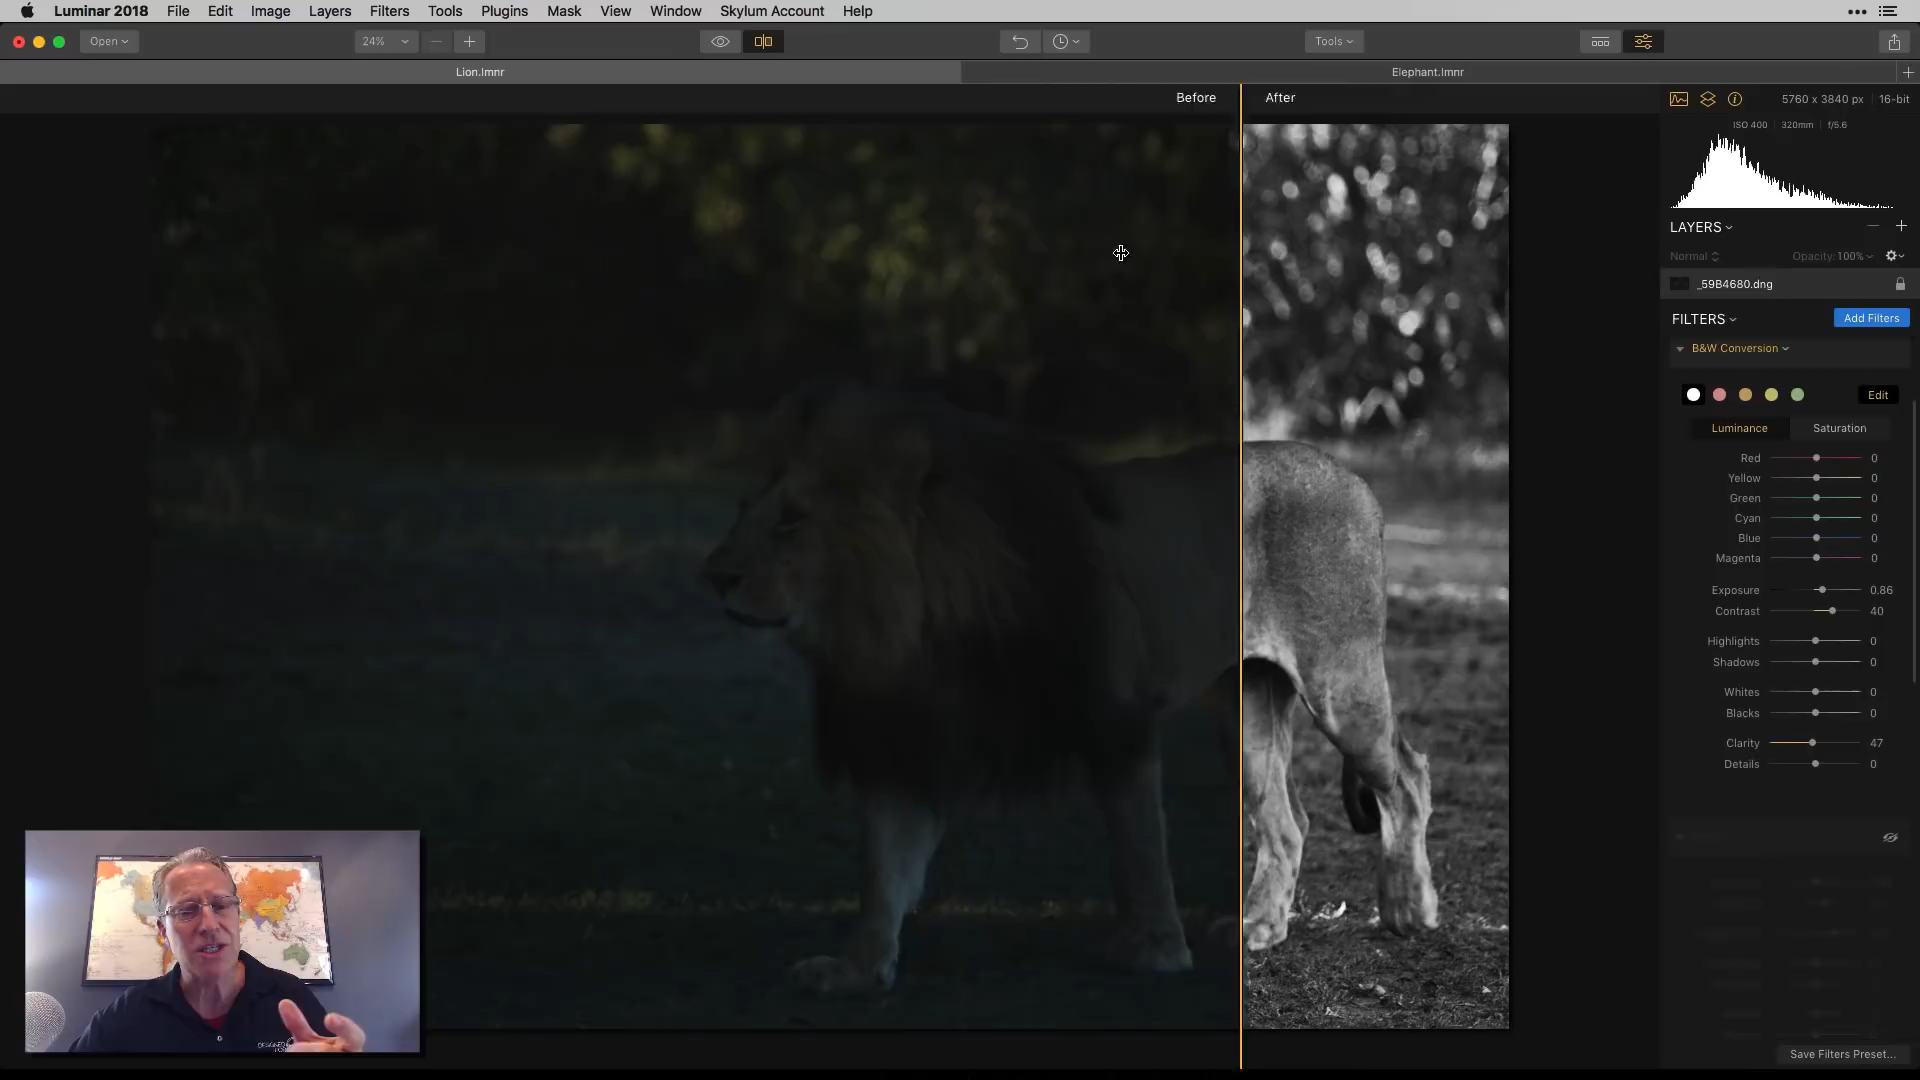 Luminar 2018 File Edit Image Layers Filters Tools Plugins Mask View Window Skylum Account Help
Open 24% Tools
Lion.lmnr Elephant.lmnr
Before After 5760 x 3840 px 16-bit
ISO 400 320mm f/5.6
LAYERS
Normal Opacity: 100%
_59B4680.dng
FILTERS Add Filters
B&W Conversion
Edit
Luminance Saturation
Red 0
Yellow 0
Green 0
Cyan 0
Blue 0
Magenta 0
Exposure 0.86
Contrast 40
Highlights 0
Shadows 0
Whites 0
Blacks 0
Clarity 47
Details 0
Save Filters Preset...